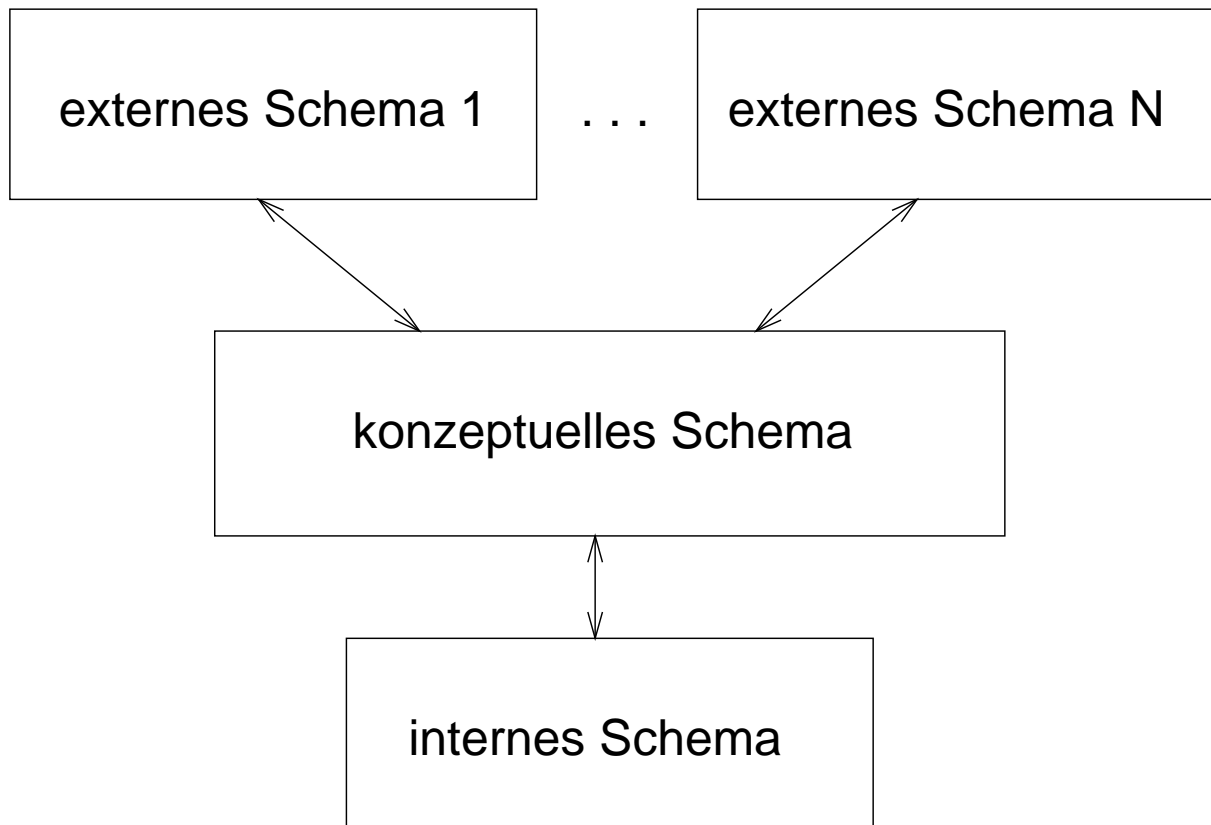 externes Schema 1 . . . externes Schema N
konzeptuelles Schema
internes Schema